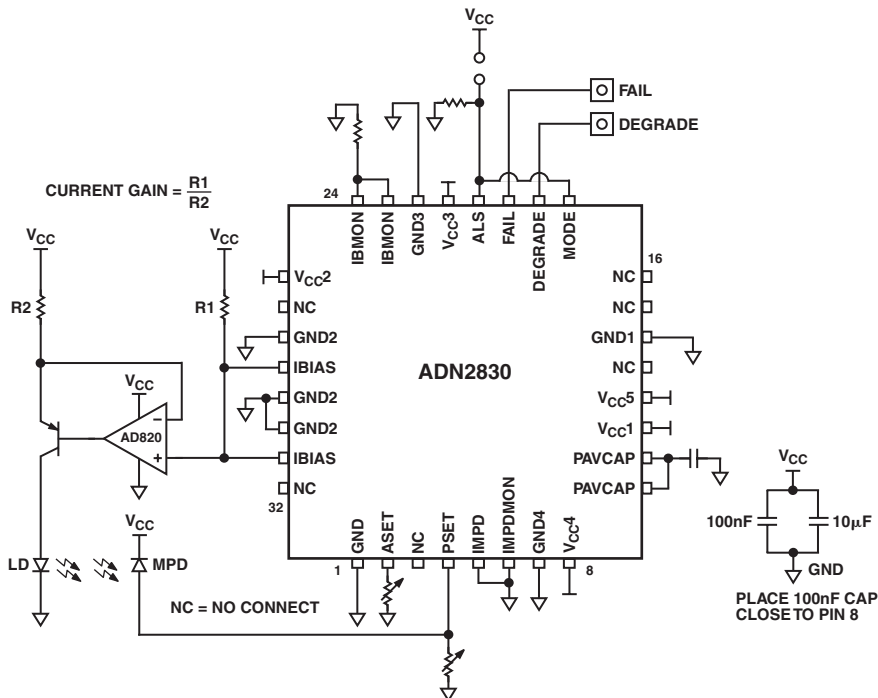 VCC
FAIL
DEGRADE
CURRENT GAIN = R1
R2
24
IBMON
IBMON
GND3
VCC3
ALS
FAIL
DEGRADE
MODE
VCC
VCC
R2
R1
VCC2
NC
GND2
IBIAS
GND2
GND2
IBIAS
NC
32
ADN2830
16
NC
NC
GND1
NC
VCC5
VCC1
PAVCAP
PAVCAP
VCC
AD820
−
+
VCC
LD
MPD
1
GND
ASET
NC
PSET
IMPD
IMPDMON
GND4
VCC4
8
NC = NO CONNECT
VCC
100nF
10µF
GND
PLACE 100nF CAP
CLOSE TO PIN 8